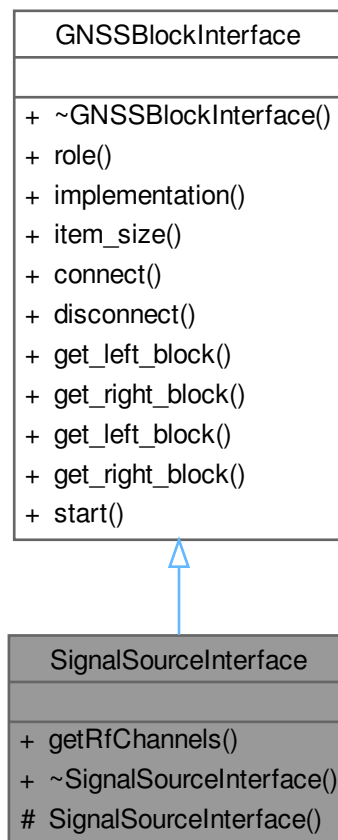 GNSSBlockInterface
+ ~GNSSBlockInterface()
+ role()
+ implementation()
+ item_size()
+ connect()
+ disconnect()
+ get_left_block()
+ get_right_block()
+ get_left_block()
+ get_right_block()
+ start()
SignalSourceInterface
+ getRfChannels()
+ ~SignalSourceInterface()
# SignalSourceInterface()